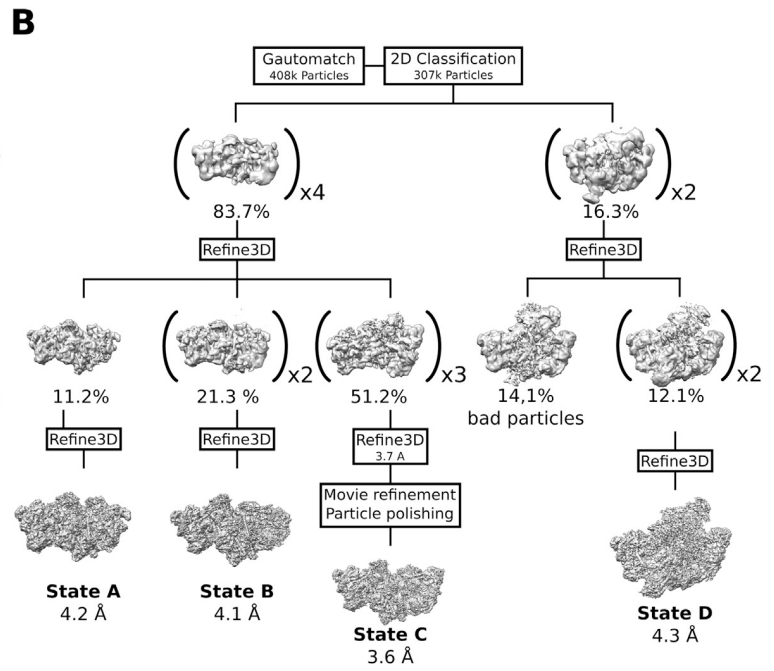 B
Gautomatch
408k Particles
2D Classification
307k Particles
x4
x2
83.7%
16.3%
Refine3D
Refine3D
x2
x3
x2
11.2%
21.3 %
51.2%
14,1%
bad particles
12.1%
Refine3D
Refine3D
Refine3D
3.7 A
Refine3D
Movie refinement
Particle polishing
State A
4.2 Å
State B
4.1 Å
State C
3.6 Å
State D
4.3 Å